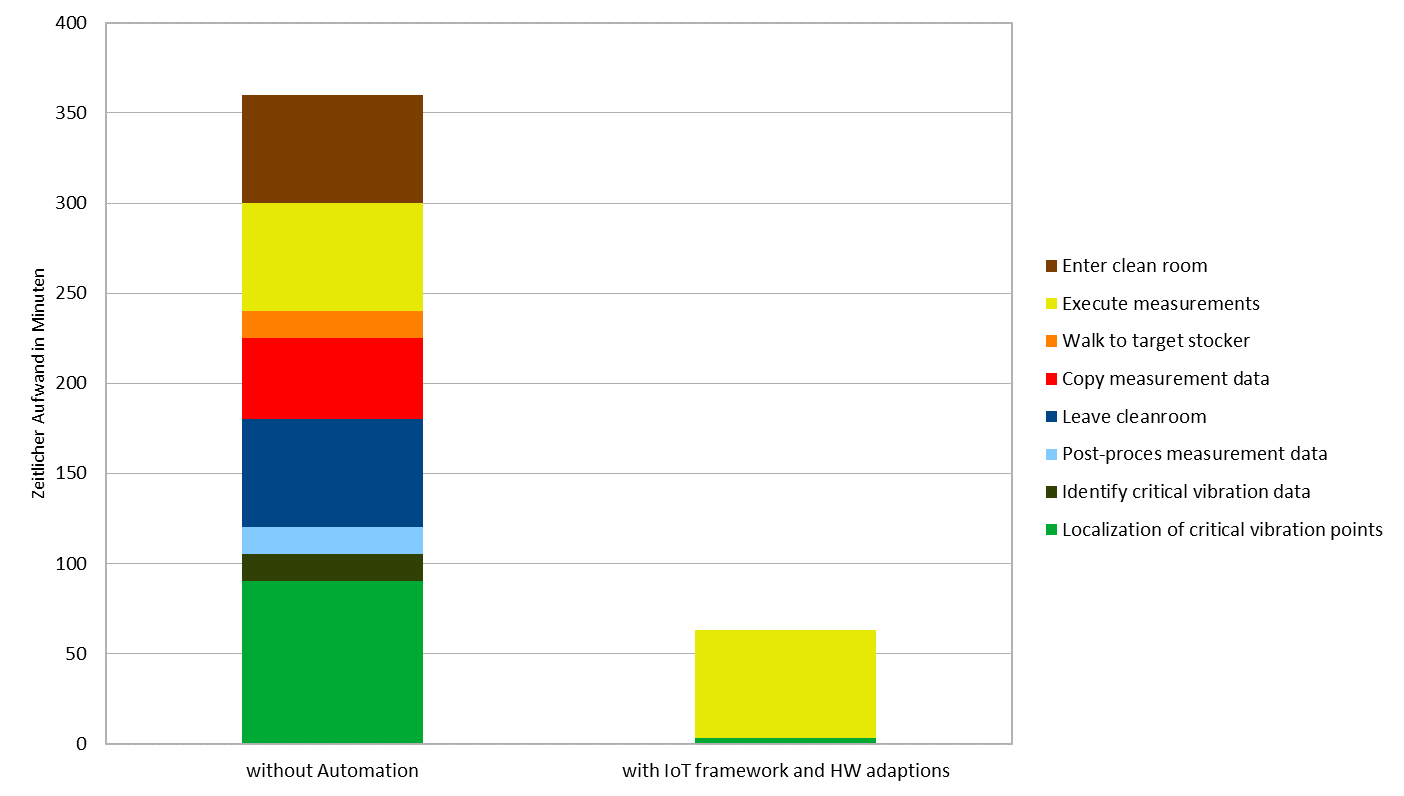 400
350
300
250
200
150
100
50
0
Zeitlicher Aufwand in Minuten
without Automation
with IoT framework and HW adaptions
Enter clean room
Execute measurements
Walk to target stocker
Copy measurement data
Leave cleanroom
Post-proces measurement data
Identify critical vibration data
Localization of critical vibration points